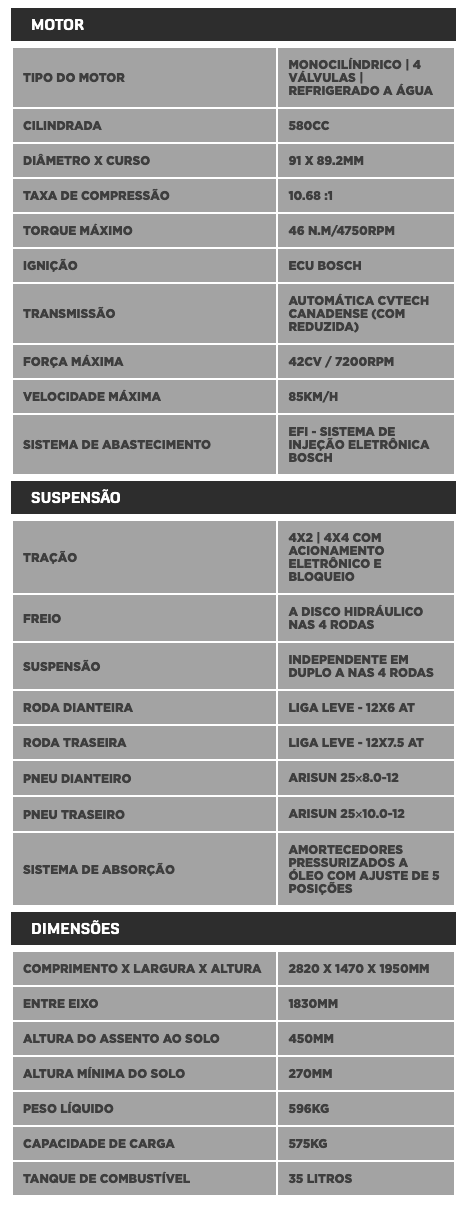 MOTOR
TIPO DO MOTOR
MONOCILÍNDRICO | 4
VÁLVULAS |
REFRIGERADO A ÁGUA
CILINDRADA
580CC
DIÂMETRO X CURSO
91 X 89.2MM
TAXA DE COMPRESSÃO
10.68 :1
TORQUE MÁXIMO
46 N.M/4750RPM
IGNIÇÃO
ECU BOSCH
TRANSMISSÃO
AUTOMÁTICA CVTECH
CANADENSE (COM
REDUZIDA)
FORÇA MÁXIMA
42CV / 7200RPM
VELOCIDADE MÁXIMA
85KM/H
SISTEMA DE ABASTECIMENTO
EFI - SISTEMA DE
INJEÇÃO ELETRÔNICA
BOSCH
SUSPENSÃO
TRAÇÃO
4X2 | 4X4 COM
ACIONAMENTO
ELETRÔNICO E
BLOQUEIO
FREIO
A DISCO HIDRÁULICO
NAS 4 RODAS
SUSPENSÃO
INDEPENDENTE EM
DUPLO A NAS 4 RODAS
RODA DIANTEIRA
LIGA LEVE - 12X6 AT
RODA TRASEIRA
LIGA LEVE - 12X7.5 AT
PNEU DIANTEIRO
ARISUN 25×8.0-12
PNEU TRASEIRO
ARISUN 25×10.0-12
SISTEMA DE ABSORÇÃO
AMORTECEDORES
PRESSURIZADOS A
ÓLEO COM AJUSTE DE 5
POSIÇÕES
DIMENSÕES
COMPRIMENTO X LARGURA X ALTURA
2820 X 1470 X 1950MM
ENTRE EIXO
1830MM
ALTURA DO ASSENTO AO SOLO
450MM
ALTURA MÍNIMA DO SOLO
270MM
PESO LÍQUIDO
596KG
CAPACIDADE DE CARGA
575KG
TANQUE DE COMBUSTÍVEL
35 LITROS